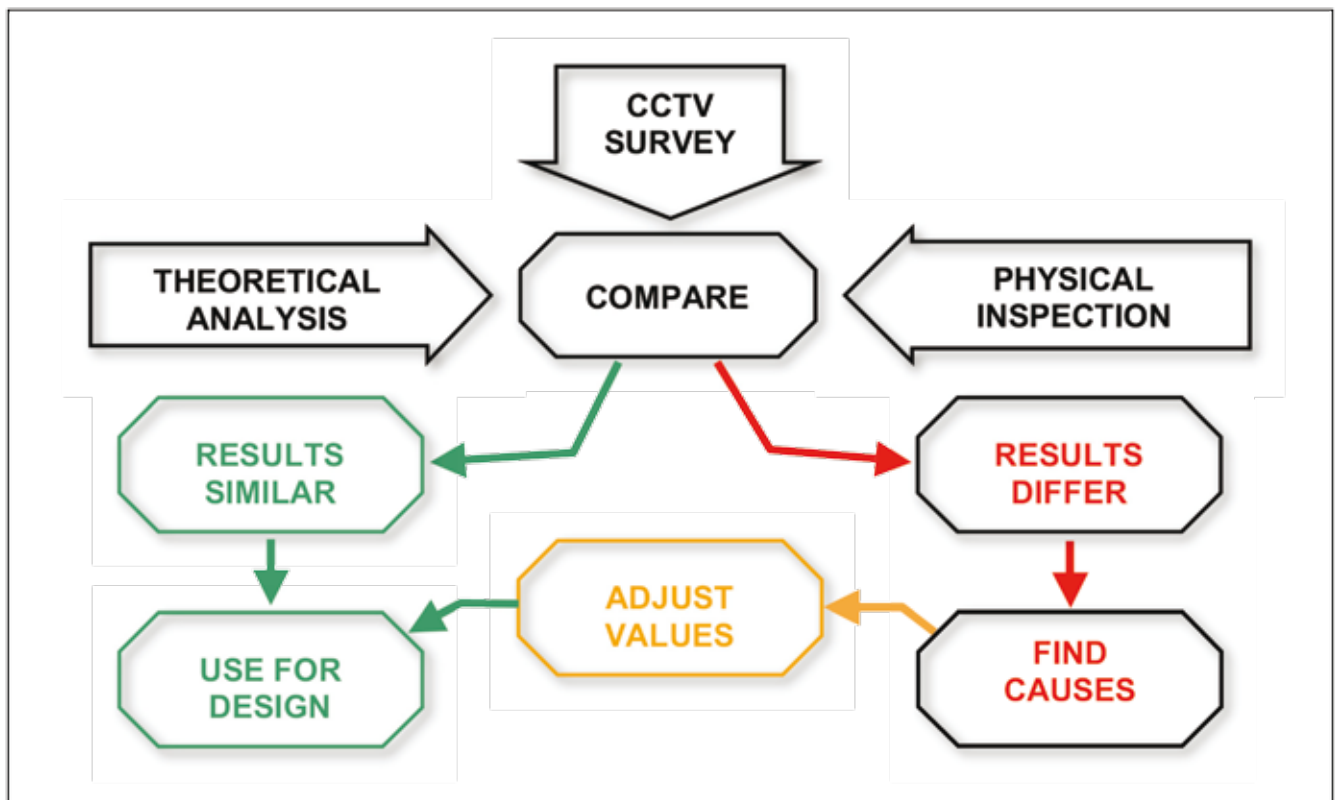 CCTV
SURVEY
THEORETICAL
ANALYSIS
COMPARE
PHYSICAL
INSPECTION
RESULTS
SIMILAR
RESULTS
DIFFER
ADJUST
VALUES
USE FOR
DESIGN
FIND
CAUSES